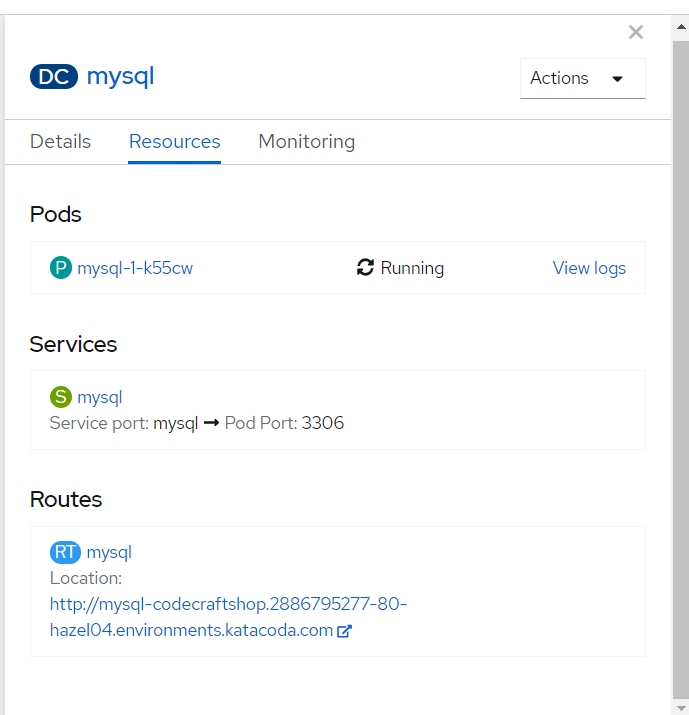 DC mysql
Actions
Details Resources Monitoring
Pods
P mysql-1-k55cw Running View logs
Services
S mysql
Service port: mysql → Pod Port: 3306
Routes
RT mysql
Location:
http://mysql-codecraftshop.2886795277-80-
hazel04.environments.katacoda.com